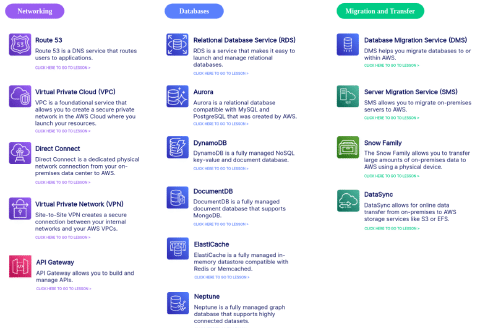 Networking
Route 53
Route 53 is a DNS service that routes
users to applications.
CLICK HERE TO GO TO LESSON >
Virtual Private Cloud (VPC)
VPC is a foundational service that
allows you to create a secure private
network in the AWS Cloud where you
launch your resources.
CLICK HERE TO GO TO LESSON >
Direct Connect
Direct Connect is a dedicated physical
network connection from your on-
premises data center to AWS.
CLICK HERE TO GO TO LESSON >
Virtual Private Network (VPN)
Site-to-Site VPN creates a secure
connection between your internal
networks and your AWS VPCs.
CLICK HERE TO GO TO LESSON >
API Gateway
API Gateway allows you to build and
manage APIs.
CLICK HERE TO GO TO LESSON >
Databases
Relational Database Service (RDS)
RDS is a service that makes it easy to
launch and manage relational
databases.
CLICK HERE TO GO TO LESSON >
Aurora
Aurora is a relational database
compatible with MySQL and
PostgreSQL that was created by AWS.
CLICK HERE TO GO TO LESSON >
DynamoDB
DynamoDB is a fully managed NoSQL
key-value and document database.
CLICK HERE TO GO TO LESSON >
DocumentDB
DocumentDB is a fully managed
document database that supports
MongoDB.
CLICK HERE TO GO TO LESSON >
ElastiCache
ElastiCache is a fully managed in-
memory datastore compatible with
Redis or Memcached.
CLICK HERE TO GO TO LESSON >
Neptune
Neptune is a fully managed graph
database that supports highly
connected datasets.
Migration and Transfer
Database Migration Service (DMS)
DMS helps you migrate databases to or
within AWS.
CLICK HERE TO GO TO LESSON >
Server Migration Service (SMS)
SMS allows you to migrate on-premises
servers to AWS.
CLICK HERE TO GO TO LESSON >
Snow Family
The Snow Family allows you to transfer
large amounts of on-premises data to
AWS using a physical device.
CLICK HERE TO GO TO LESSON >
DataSync
DataSync allows for online data
transfer from on-premises to AWS
storage services like S3 or EFS.
CLICK HERE TO GO TO LESSON >